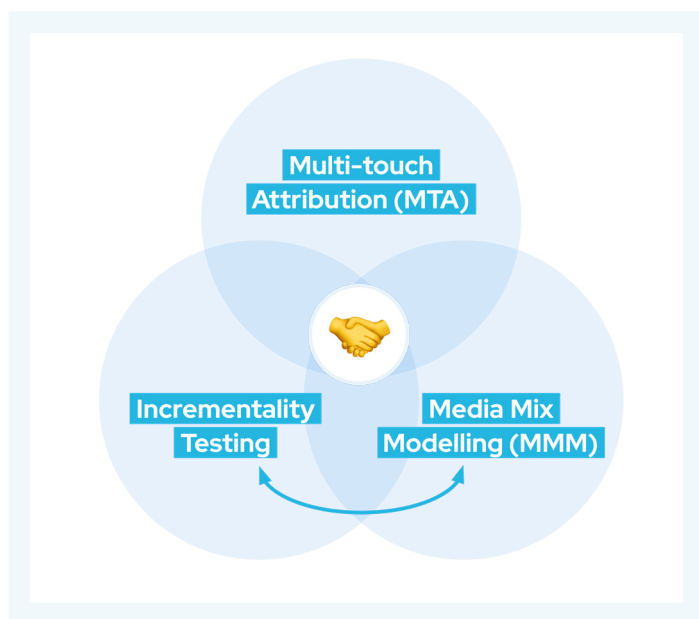 Multi-touch
Attribution (MTA)
Incrementality
Testing
Media Mix
Modelling (MMM)